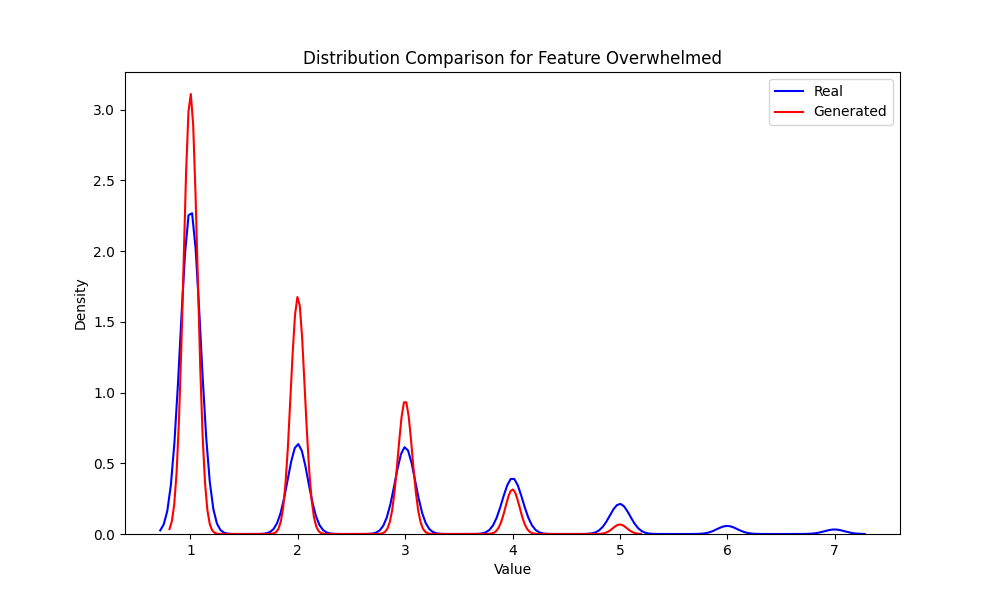 Distribution Comparison for Feature Overwhelmed
Real
Generated
Density
3.0
2.5
2.0
1.5
1.0
0.5
0.0
1 2 3 4 5 6 7
Value